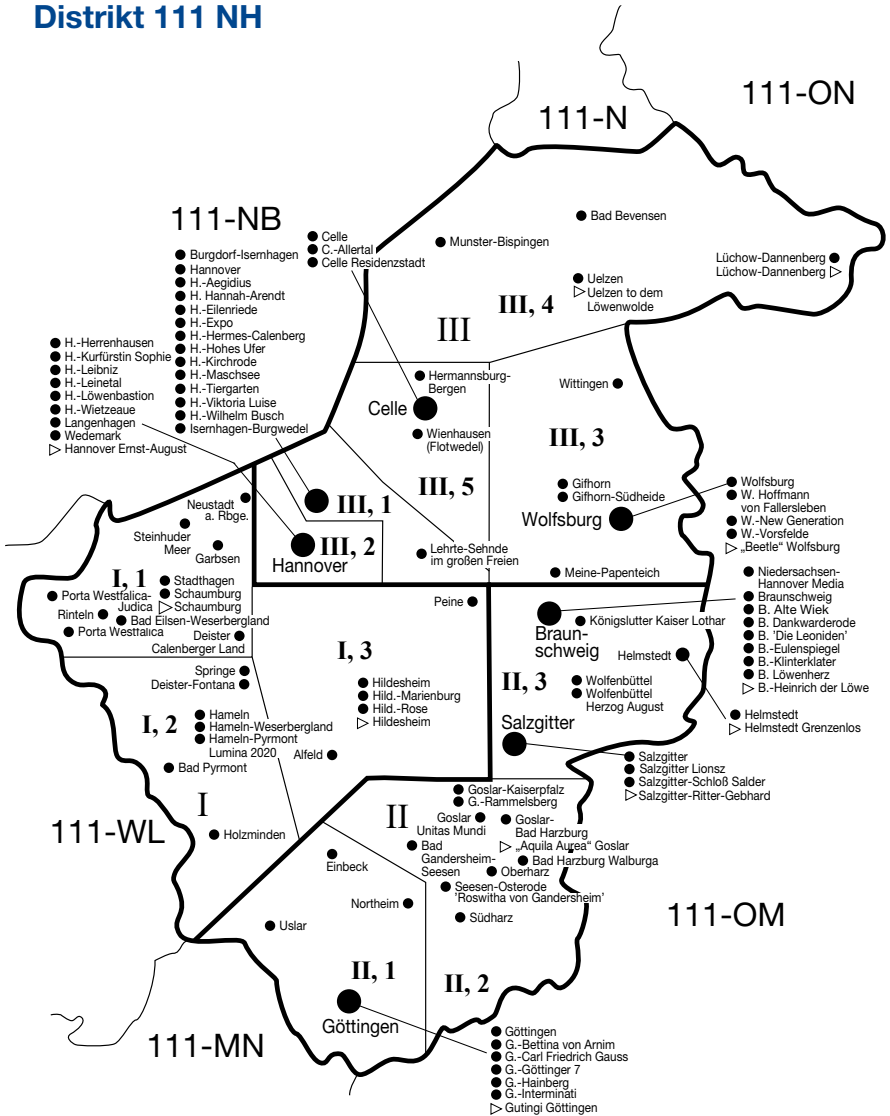 Distrikt 111 NH
111-ON
111-N
111-NB
Celle
C.-Allertal
Celle Residenzstadt
Burgdorf-Isernhagen
Hannover
H.-Aegidius
H. Hannah-Arendt
H.-Eilenriede
H.-Expo
H.-Hermes-Calenberg
H.-Hohes Ufer
H.-Kirchrode
H.-Maschsee
H.-Tiergarten
H.-Viktoria Luise
H.-Wilhelm Busch
Isernhagen-Burgwedel
H.-Herrenhausen
H.-Kurfürstin Sophie
H.-Leibniz
H.-Leinetal
H.-Löwenbastion
H.-Wietzeaue
Langenhagen
Wedemark
Hannover Ernst-August
Bad Bevensen
Munster-Bispingen
Lüchow-Dannenberg
Lüchow-Dannenberg
Uelzen
Uelzen to dem
Löwenwolde
III, 4
III
Hermannsburg-
Bergen
Celle
Wienhausen
(Flotwedel)
Wittingen
III, 3
III, 5
Gifhorn
Gifhorn-Südheide
Wolfsburg
Wolfsburg
W. Hoffmann
von Fallersleben
W.-New Generation
W.-Vorsfelde
„Beetle“ Wolfsburg
III, 1
III, 2
Hannover
Lehrte-Sehnde
im großen Freien
Meine-Papenteich
Neustadt
a. Rbge.
Steinhuder
Meer
Garbsen
I, 1
Stadthagen
Schaumburg
Schaumburg
Porta Westfalica-
Judica
Rinteln
Bad Eilsen-Weserbergland
Porta Westfalica
Deister
Calenberger Land
Peine
Niedersachsen-
Hannover Media
Braunschweig
B. Alte Wiek
B. Dankwarderode
B. 'Die Leoniden'
B.-Eulenspiegel
B.-Klinterklater
B. Löwenherz
B.-Heinrich der Löwe
Braun-
schweig
Königslutter Kaiser Lothar
Helmstedt
Helmstedt
Helmstedt Grenzenlos
II, 3
Wolfenbüttel
Wolfenbüttel
Herzog August
Salzgitter
Salzgitter
Salzgitter Lionsz
Salzgitter-Schloß Salder
Salzgitter-Ritter-Gebhard
I, 3
Springe
Deister-Fontana
Hildesheim
Hild.-Marienburg
Hild.-Rose
Hildesheim
I, 2
Hameln
Hameln-Weserbergland
Hameln-Pyrmont
Lumina 2020
Alfeld
Bad Pyrmont
I
111-WL
Holzminden
II
Goslar-Kaiserpfalz
G.-Rammelsberg
Goslar
Unitas Mundi
Goslar-
Bad Harzburg
„Aquila Aurea“ Goslar
Bad
Gandersheim-
Seesen
Bad Harzburg Walburga
Oberharz
Seesen-Osterode
'Roswitha von Gandersheim'
Südharz
Einbeck
Northeim
Uslar
111-OM
II, 1
II, 2
Göttingen
111-MN
Göttingen
G.-Bettina von Arnim
G.-Carl Friedrich Gauss
G.-Göttinger 7
G.-Hainberg
G.-Interminati
Gutingi Göttingen